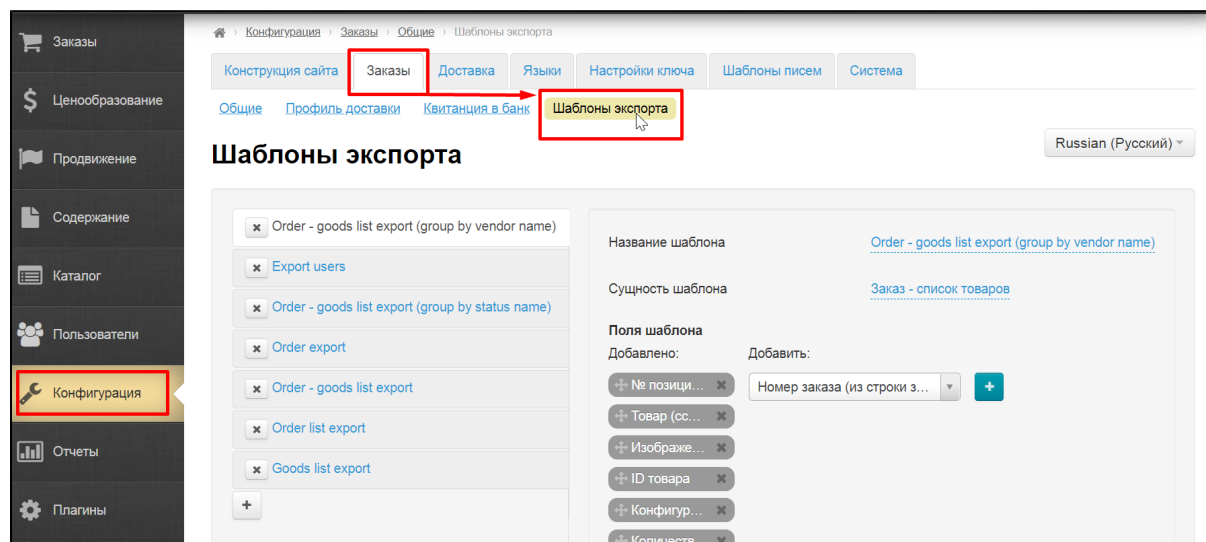 Заказы
Ценообразование
Продвижение
Содержание
Каталог
Пользователи
Конфигурация
Отчеты
Плагины
Конфигурация › Заказы › Общие › Шаблоны экспорта
Конструкция сайта Заказы Доставка Языки Настройки ключа Шаблоны писем Система
Общие Профиль доставки Квитанция в банк Шаблоны экспорта
Шаблоны экспорта
Russian (Русский)
Order - goods list export (group by vendor name)
Export users
Order - goods list export (group by status name)
Order export
Order - goods list export
Order list export
Goods list export
+
Название шаблона Order - goods list export (group by vendor name)
Сущность шаблона Заказ - список товаров
Поля шаблона
Добавлено: Добавить:
№ позици... Номер заказа (из строки з... +
Товар (сс...
Изображе...
ID товара
Конфигур...
Количеств...